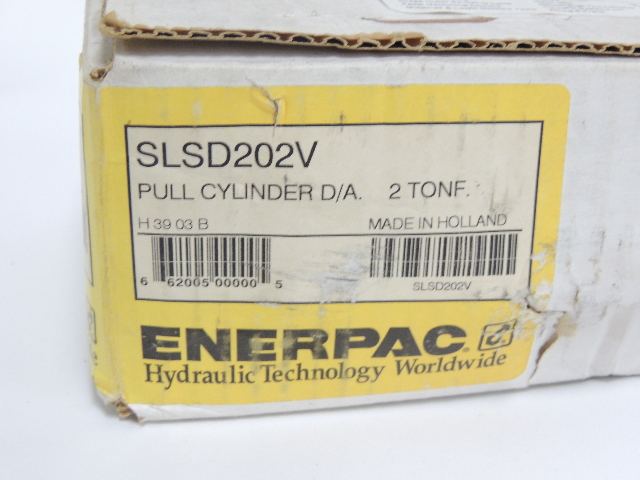 SLSD202V
PULL CYLINDER D/A. 2 TONF.
H 39 03 B MADE IN HOLLAND
6 62005 00000 5
SLSD202V
ENERPAC.
Hydraulic Technology Worldwide